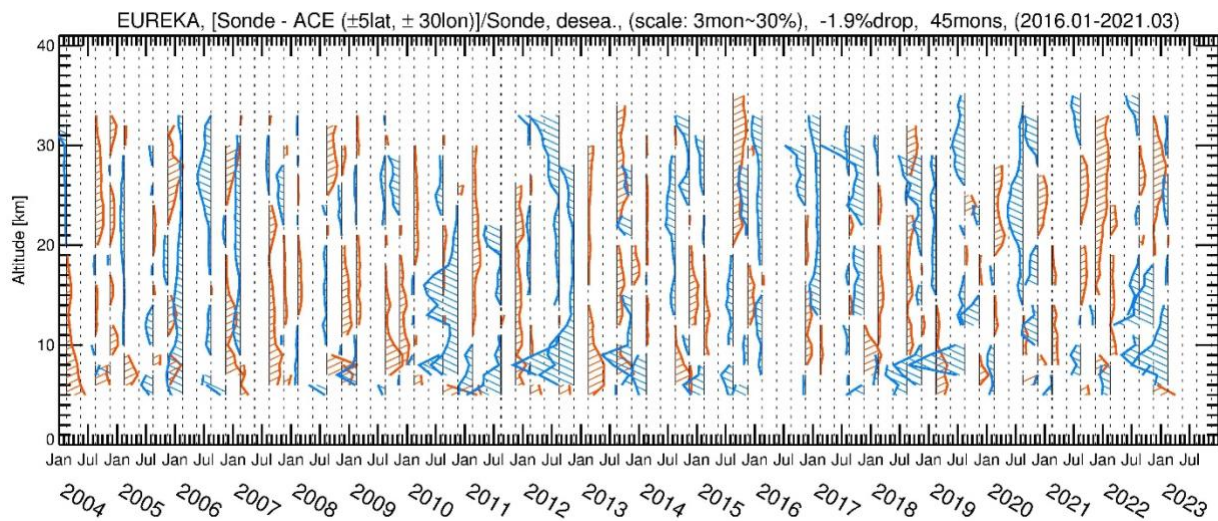 EUREKA, [Sonde - ACE (±5lat, ± 30lon)]/Sonde, desea., (scale: 3mon~30%), -1.9%drop, 45mons, (2016.01-2021.03)
40
30
20
10
0
Altitude [km]
Jan Jul Jan Jul Jan Jul Jan Jul Jan Jul Jan Jul Jan Jul Jan Jul Jan Jul Jan Jul Jan Jul Jan Jul Jan Jul Jan Jul Jan Jul Jan Jul Jan Jul Jan Jul Jan Jul Jan Jul
2004 2005 2006 2007 2008 2009 2010 2011 2012 2013 2014 2015 2016 2017 2018 2019 2020 2021 2022 2023